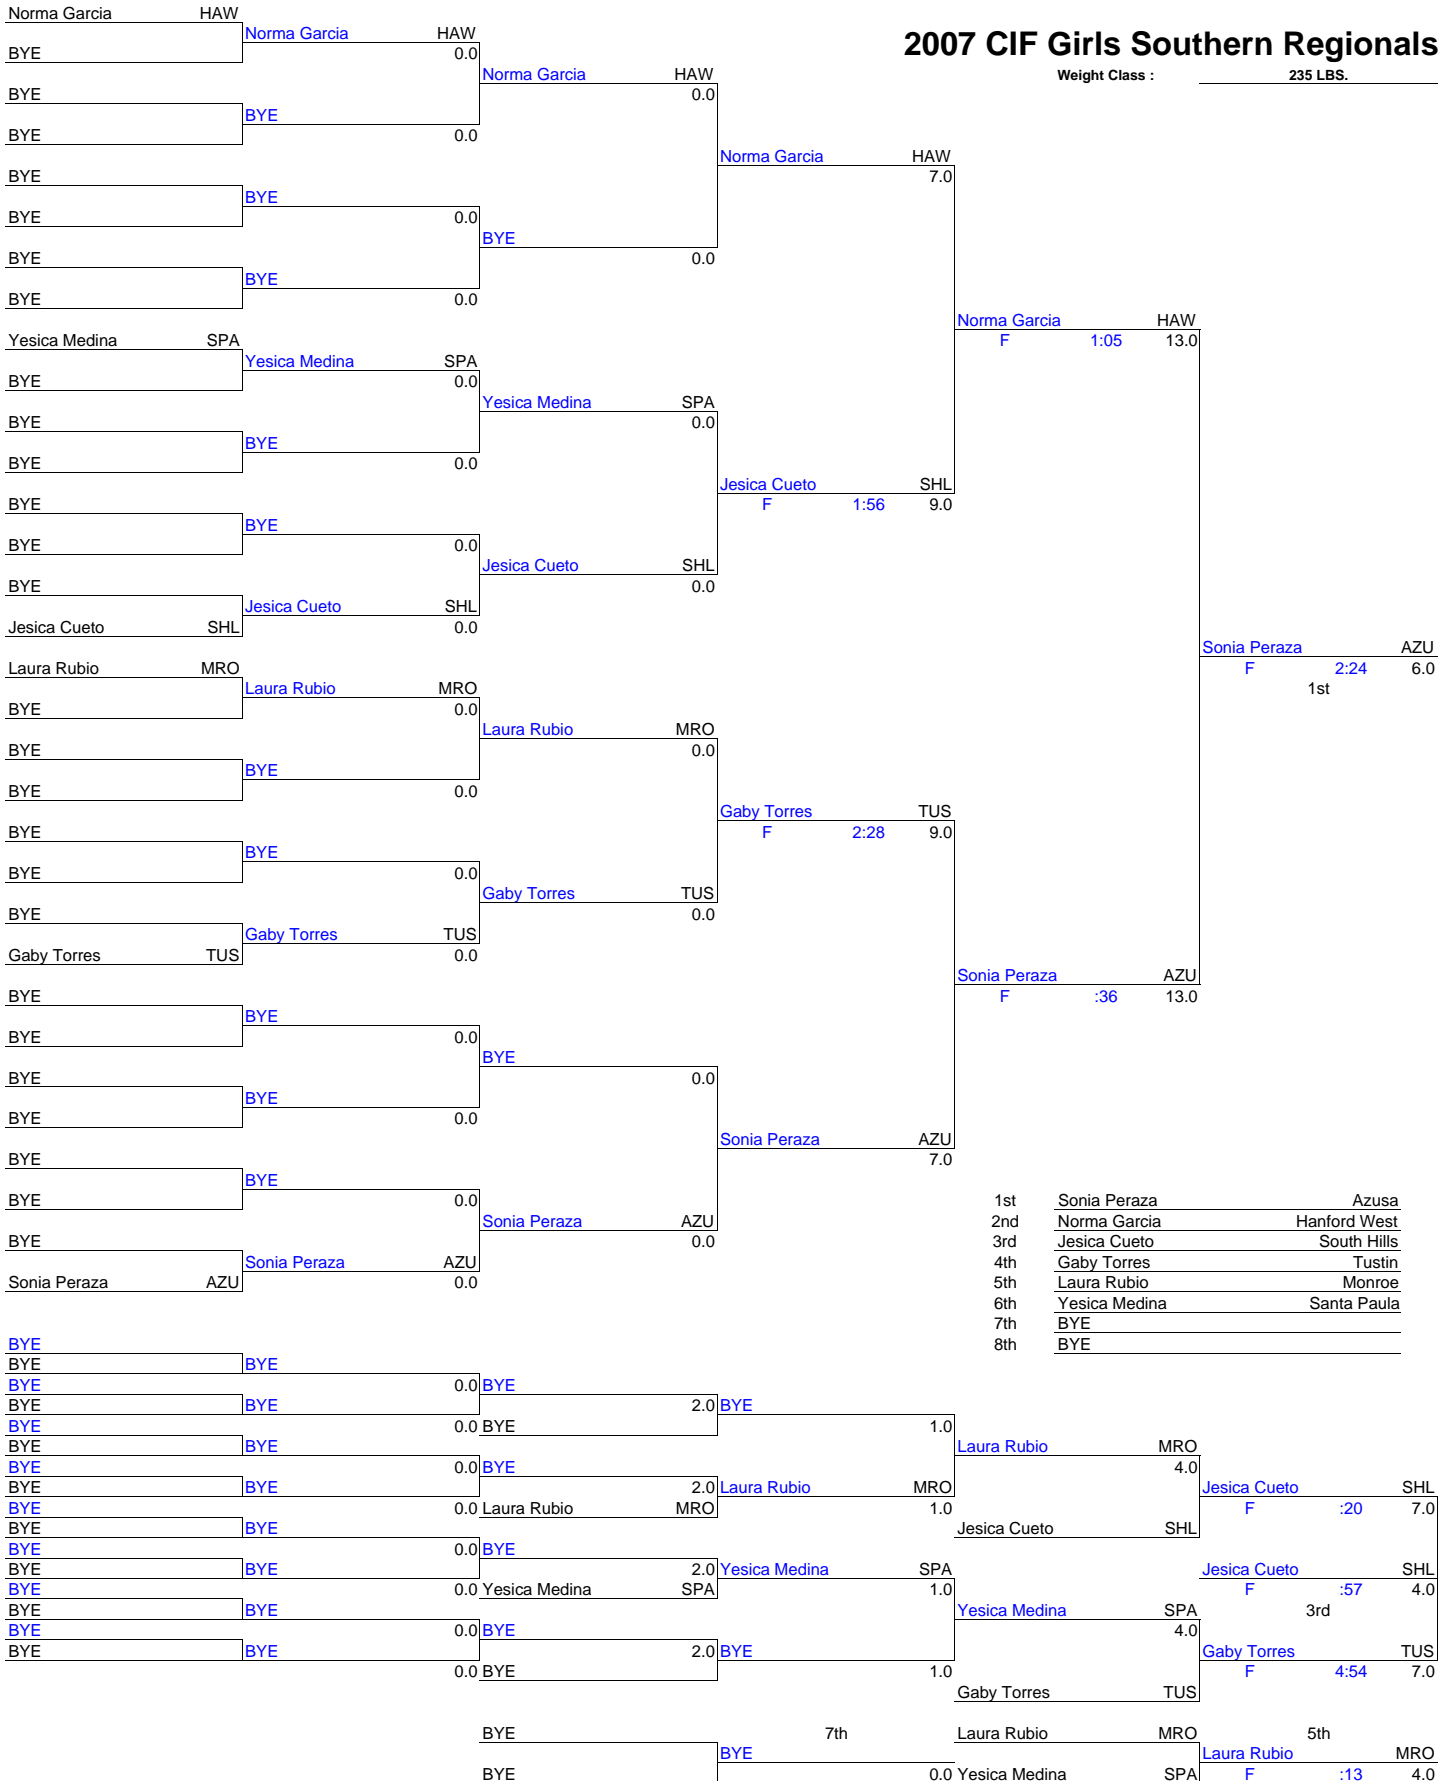 Norma Garcia HAW
Norma Garcia HAW
2007 CIF Girls Southern Regionals
BYE 0.0
Norma Garcia HAW
Weight Class : 235 LBS.
BYE 0.0
BYE
BYE 0.0
Norma Garcia HAW
BYE 7.0
BYE
BYE 0.0
BYE
BYE 0.0
BYE
BYE 0.0
Norma Garcia HAW
Yesica Medina SPA F 1:05 13.0
Yesica Medina SPA
BYE 0.0
Yesica Medina SPA
BYE 0.0
BYE
BYE 0.0
Jesica Cueto SHL
BYE F 1:56 9.0
BYE
BYE 0.0
Jesica Cueto SHL
BYE 0.0
Jesica Cueto SHL
Jesica Cueto SHL 0.0
Sonia Peraza AZU
Laura Rubio MRO F 2:24 6.0
Laura Rubio MRO 1st
BYE 0.0
Laura Rubio MRO
BYE 0.0
BYE
BYE 0.0
Gaby Torres TUS
BYE F 2:28 9.0
BYE
BYE 0.0
Gaby Torres TUS
BYE 0.0
Gaby Torres TUS
Gaby Torres TUS 0.0
Sonia Peraza AZU
BYE F :36 13.0
BYE
BYE 0.0
BYE
BYE 0.0
BYE
BYE 0.0
Sonia Peraza AZU
BYE 7.0
BYE
BYE 0.0 1st Sonia Peraza Azusa
Sonia Peraza AZU 2nd Norma Garcia Hanford West
BYE 0.0 3rd Jesica Cueto South Hills
Sonia Peraza AZU 4th Gaby Torres Tustin
Sonia Peraza AZU 0.0 5th Laura Rubio Monroe
6th Yesica Medina Santa Paula
7th BYE
BYE 8th BYE
BYE BYE
BYE 0.0 BYE
BYE BYE 2.0 BYE
BYE 0.0 BYE 1.0
BYE BYE Laura Rubio MRO
BYE 0.0 BYE 4.0
BYE BYE 2.0 Laura Rubio MRO Jesica Cueto SHL
BYE 0.0 Laura Rubio MRO 1.0 F :20 7.0
BYE BYE Jesica Cueto SHL
BYE 0.0 BYE
BYE BYE 2.0 Yesica Medina SPA Jesica Cueto SHL
BYE 0.0 Yesica Medina SPA 1.0 F :57 4.0
BYE BYE Yesica Medina SPA 3rd
BYE 0.0 BYE 4.0
BYE BYE 2.0 BYE Gaby Torres TUS
0.0 BYE 1.0 F 4:54 7.0
Gaby Torres TUS
BYE 7th Laura Rubio MRO 5th
BYE Laura Rubio MRO
BYE 0.0 Yesica Medina SPA F :13 4.0